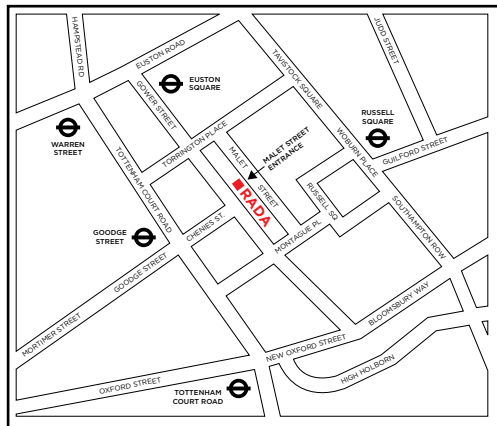 HAMPSTEAD RD
EUSTON ROAD
JUDD STREET
TAVISTOCK SQUARE
EUSTON
SQUARE
GOWER STREET
RUSSELL
SQUARE
WARREN
STREET
TORRINGTON PLACE
MALET STREET
ENTRANCE
WOBURN PLACE
GUILFORD STREET
MALET
STREET
TOTTENHAM COURT ROAD
RADA
RUSSELL SQ
SOUTHAMPTON ROW
CHENIES ST.
GOODGE
STREET
MONTAGUE PL
GOODGE STREET
BLOOMSBURY WAY
MORTIMER STREET
NEW OXFORD STREET
HIGH HOLBORN
OXFORD STREET
TOTTENHAM
COURT ROAD